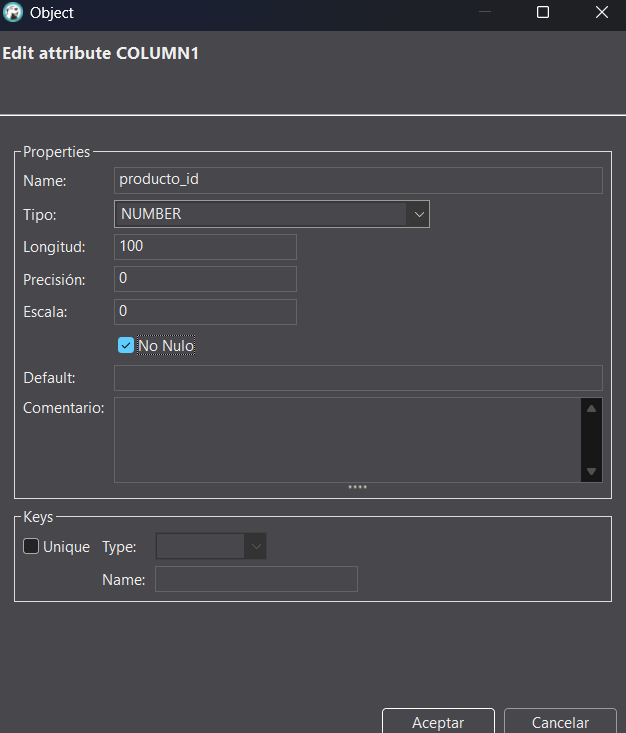 Object
Edit attribute COLUMN1
Properties
Name: producto_id
Tipo: NUMBER
Longitud: 100
Precisión: 0
Escala: 0
No Nulo
Default:
Comentario:
Keys
Unique Type:
Name:
Aceptar Cancelar